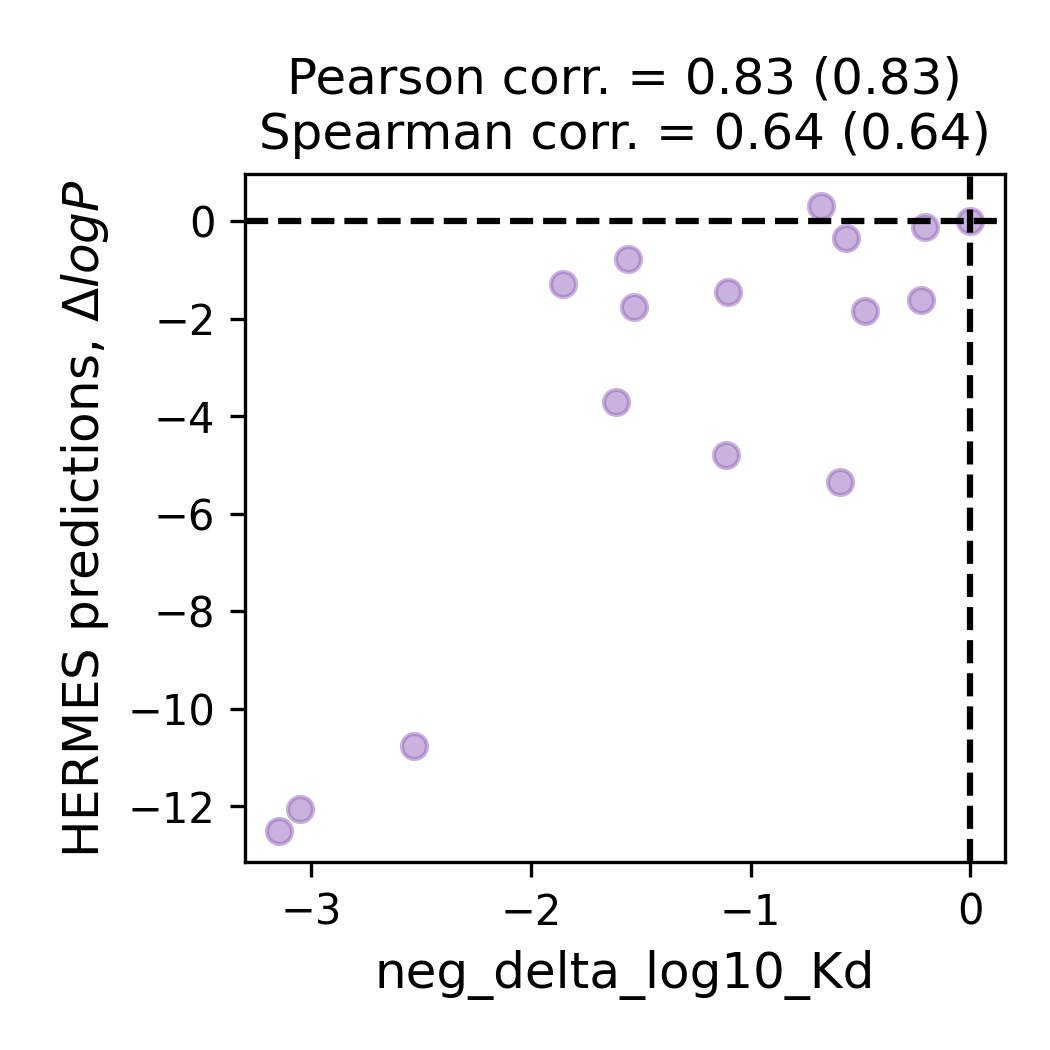 Pearson corr. = 0.83 (0.83)
Spearman corr. = 0.64 (0.64)
HERMES predictions, ΔlogP
0
−2
−4
−6
−8
−10
−12
−3
−2
−1
0
neg_delta_log10_Kd